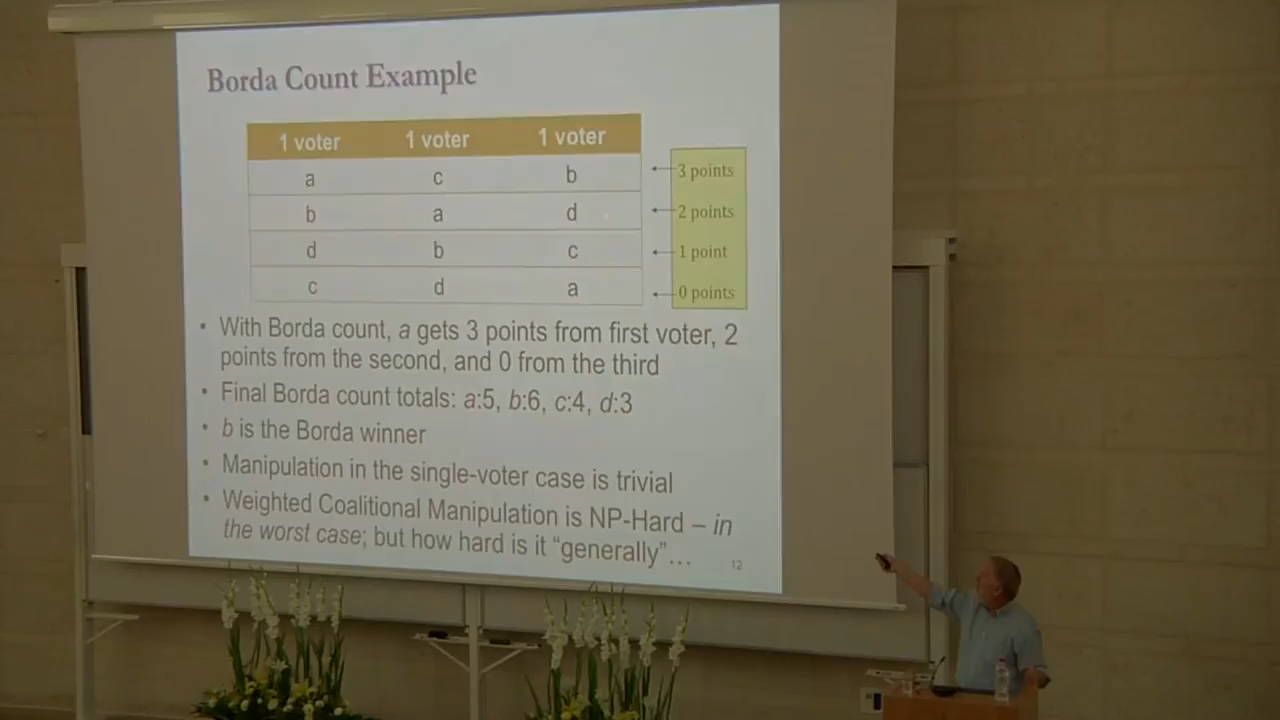 Borda Count Example
1 voter 1 voter 1 voter
a c b 3 points
b a d 2 points
d b c 1 point
c d a 0 points
• With Borda count, a gets 3 points from first voter, 2
points from the second, and 0 from the third
• Final Borda count totals: a:5, b:6, c:4, d:3
• b is the Borda winner
• Manipulation in the single-voter case is trivial
• Weighted Coalitional Manipulation is NP-Hard – in
the worst case; but how hard is it “generally”…
12